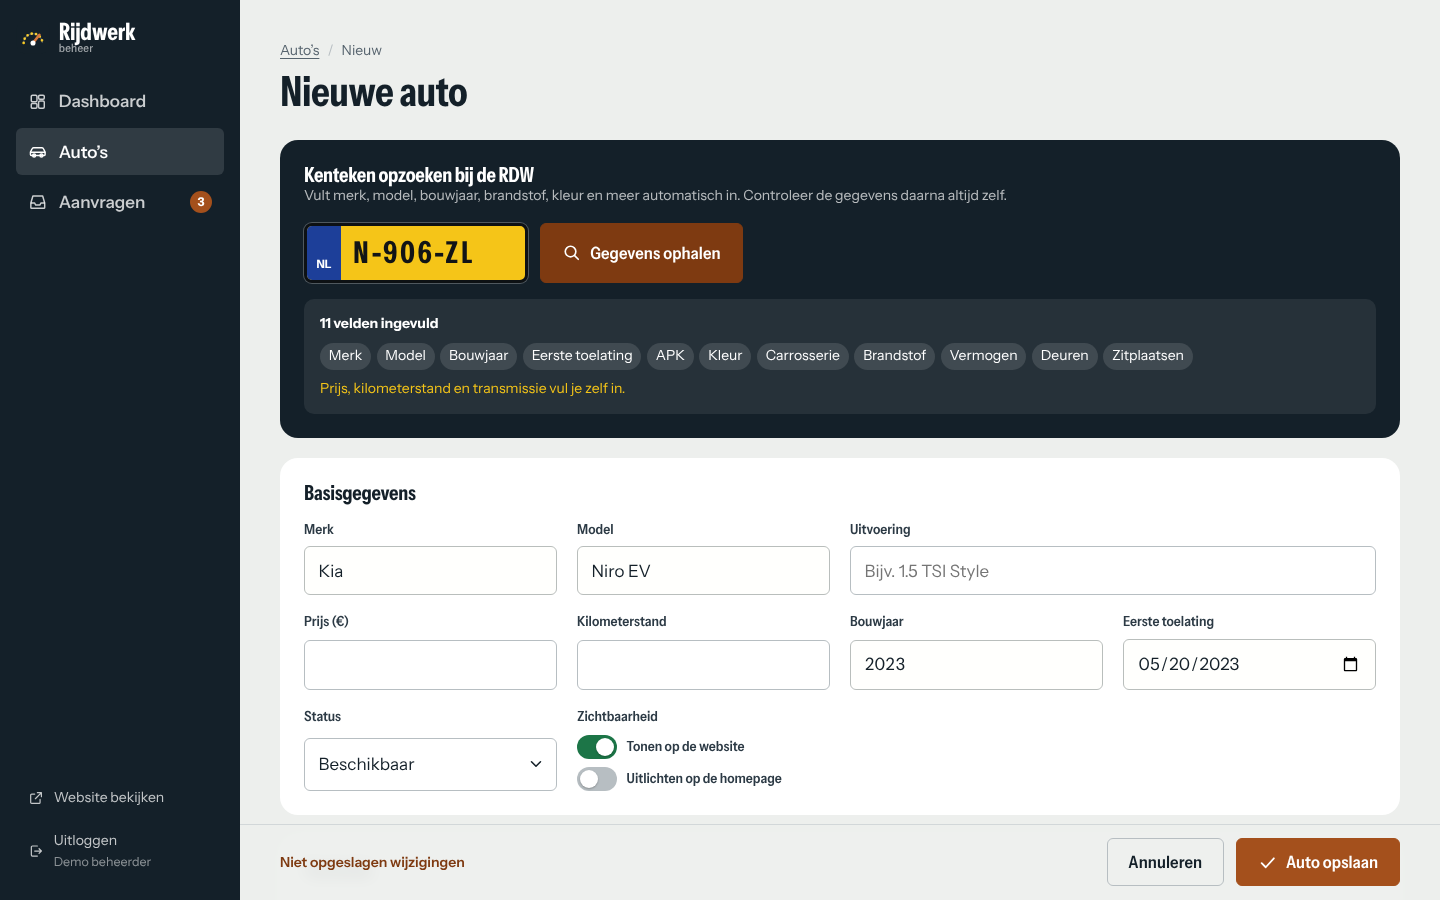 Rijdwerk
beheer
Dashboard
Auto's
Aanvragen
3
Website bekijken
Uitloggen
Demo beheerder
Auto's / Nieuw
Nieuwe auto
Kenteken opzoeken bij de RDW
Vult merk, model, bouwjaar, brandstof, kleur en meer automatisch in. Controleer de gegevens daarna altijd zelf.
NL
N-906-ZL
Gegevens ophalen
11 velden ingevuld
Merk Model Bouwjaar Eerste toelating APK Kleur Carrosserie Brandstof Vermogen Deuren Zitplaatsen
Prijs, kilometerstand en transmissie vul je zelf in.
Basisgegevens
Merk Model Uitvoering
Kia Niro EV Bijv. 1.5 TSI Style
Prijs (€) Kilometerstand Bouwjaar Eerste toelating
2023 05/20/2023
Status Zichtbaarheid
Tonen op de website
Beschikbaar
Uitlichten op de homepage
Niet opgeslagen wijzigingen
Annuleren
Auto opslaan